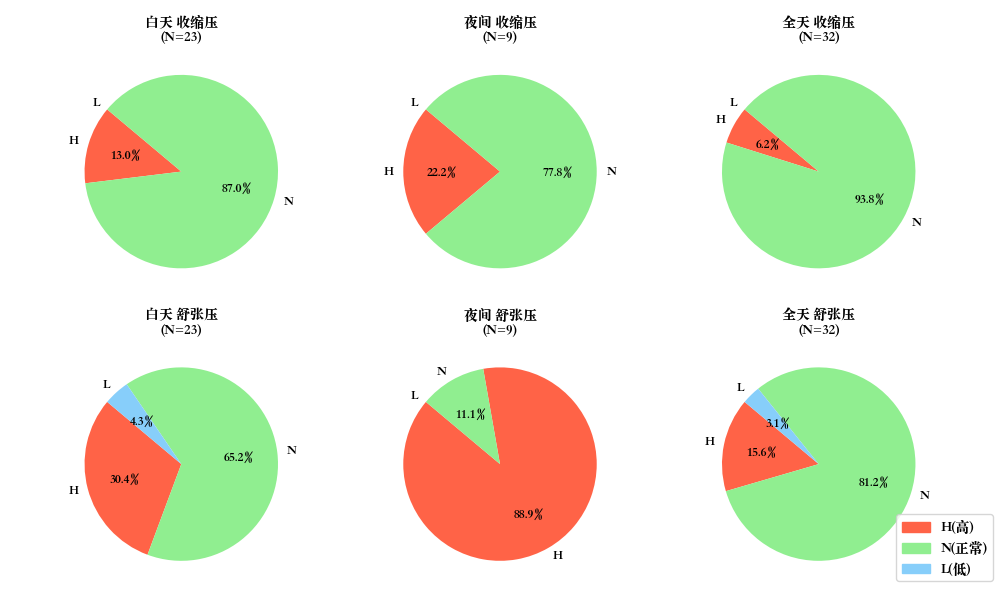 白天 收缩压
(N=23)
L
H
13.0%
87.0%
N
夜间 收缩压
(N=9)
L
H
22.2%
77.8%
N
全天 收缩压
(N=32)
L
H
6.2%
93.8%
N
白天 舒张压
(N=23)
L
4.3%
65.2%
N
30.4%
H
夜间 舒张压
(N=9)
N
L
11.1%
88.9%
H
全天 舒张压
(N=32)
L
3.1%
H
15.6%
81.2%
N
H(高)
N(正常)
L(低)